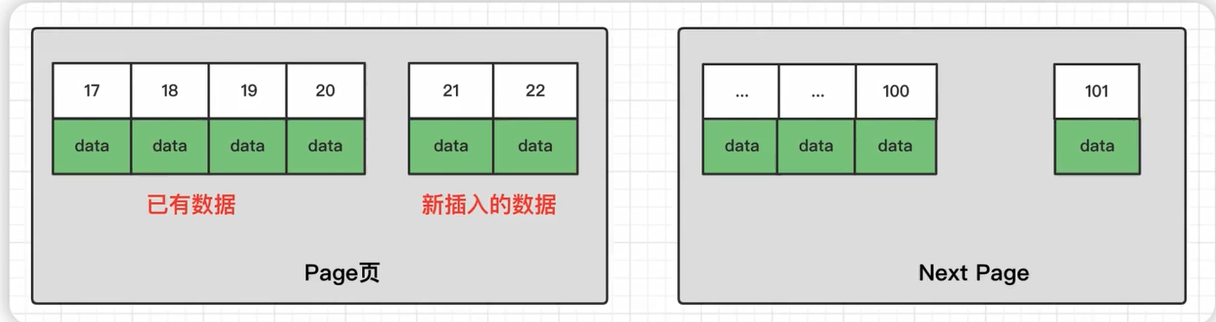 17 18 19 20 21 22
data data data data data data
已有数据 新插入的数据
Page页
... ... 100 101
data data data data
Next Page